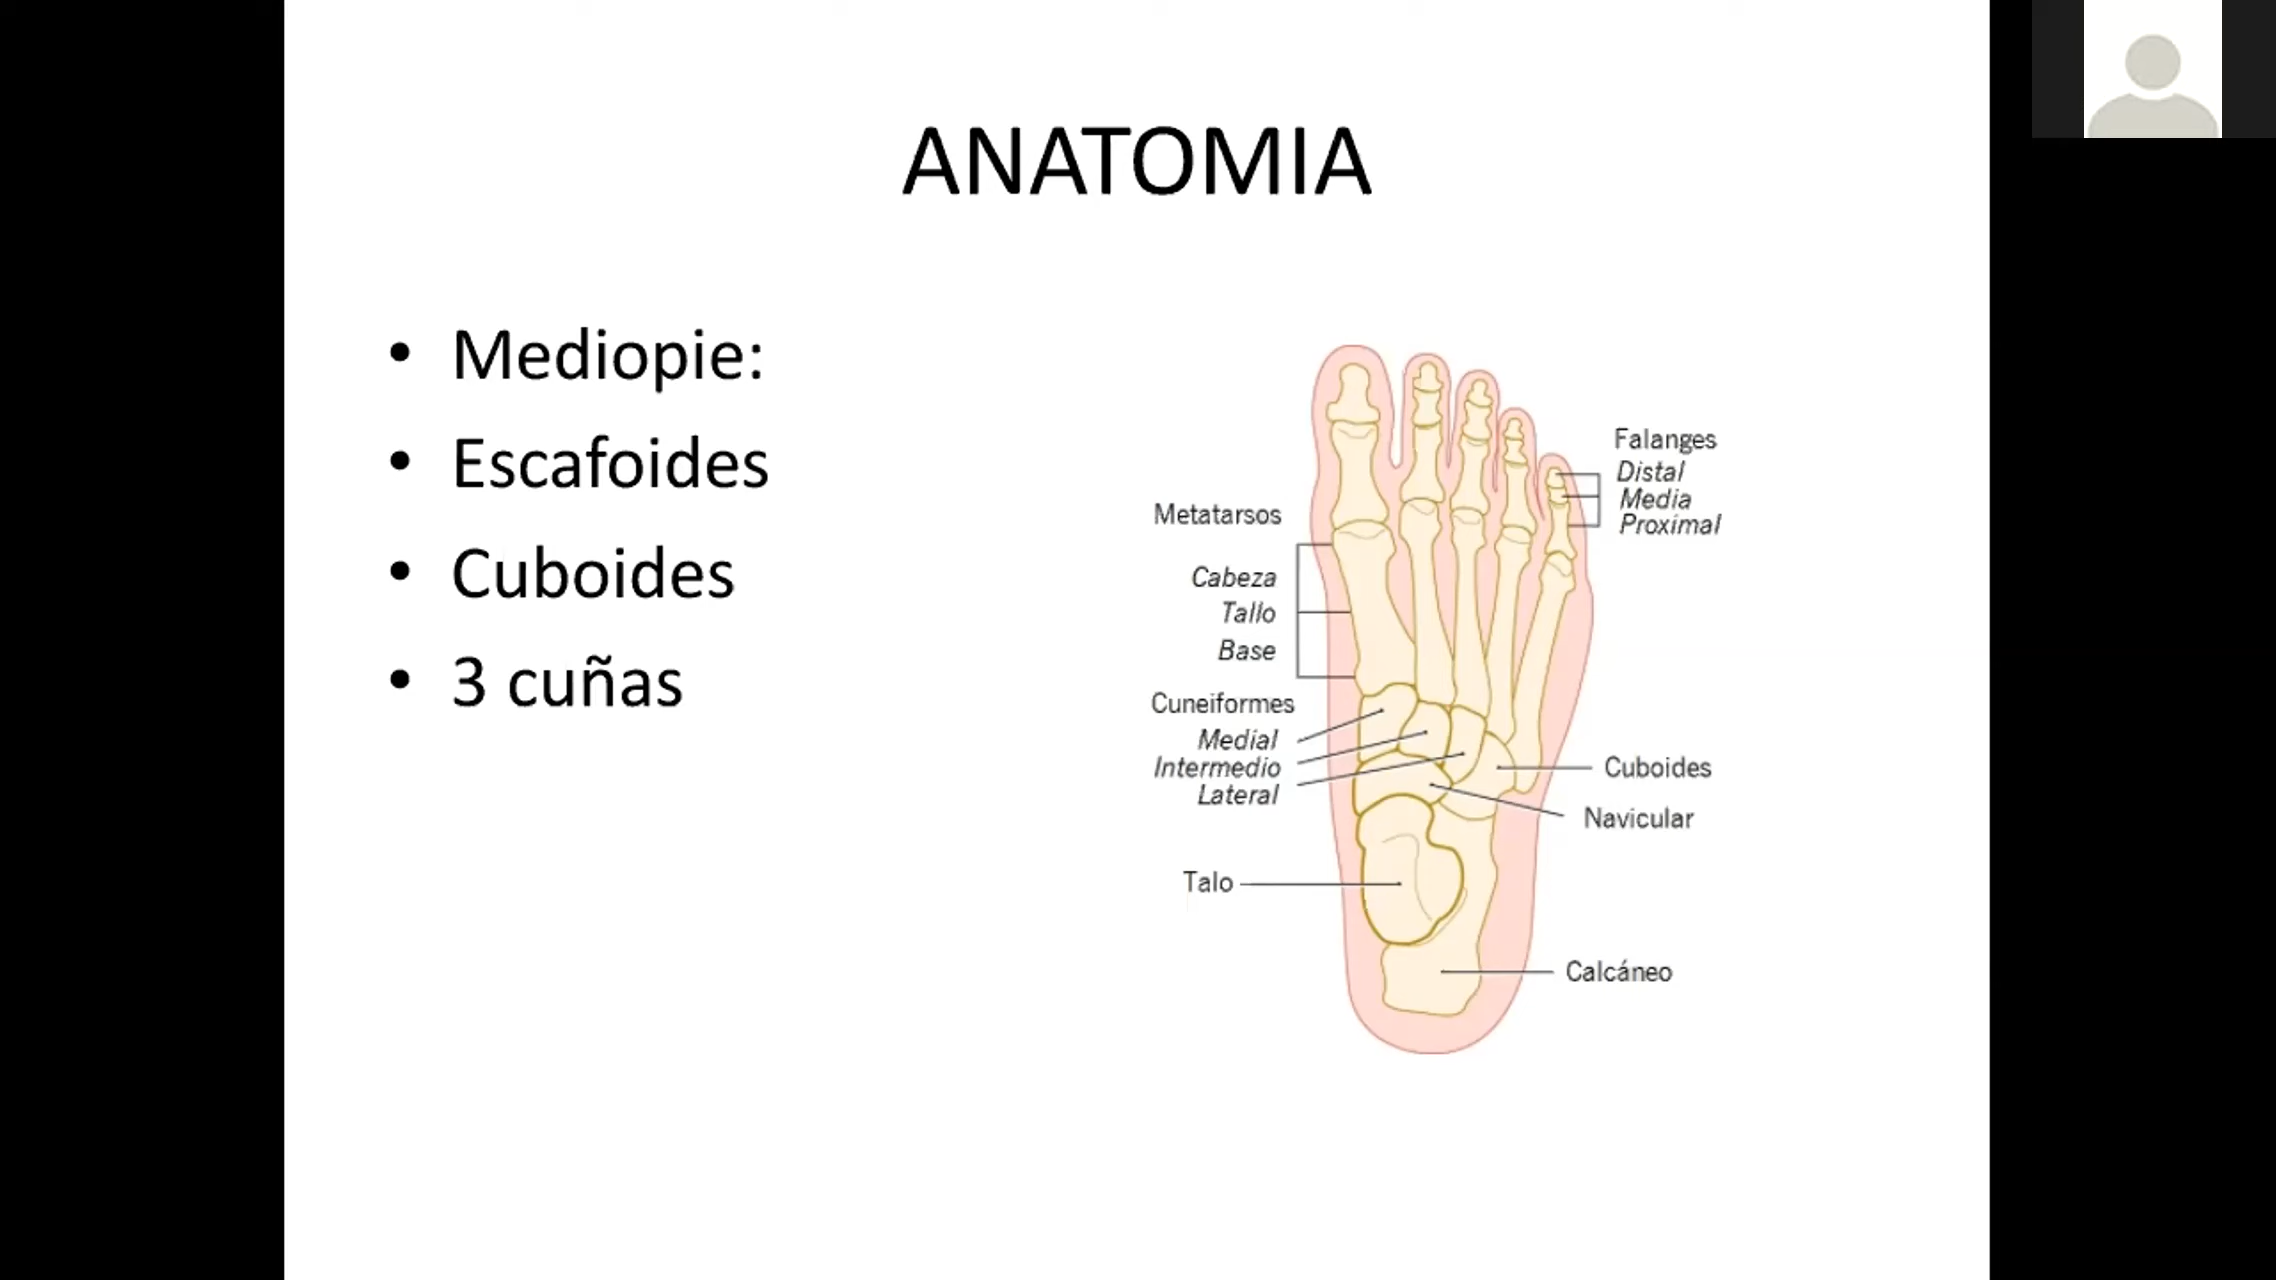 ANATOMIA
• Mediopie:
• Escafoides
• Cuboides
• 3 cuñas
Metatarsos
Cabeza
Tallo
Base
Cuneiformes
Medial
Intermedio
Lateral
Talo
Falanges
Distal
Media
Proximal
Cuboides
Navicular
Calcáneo